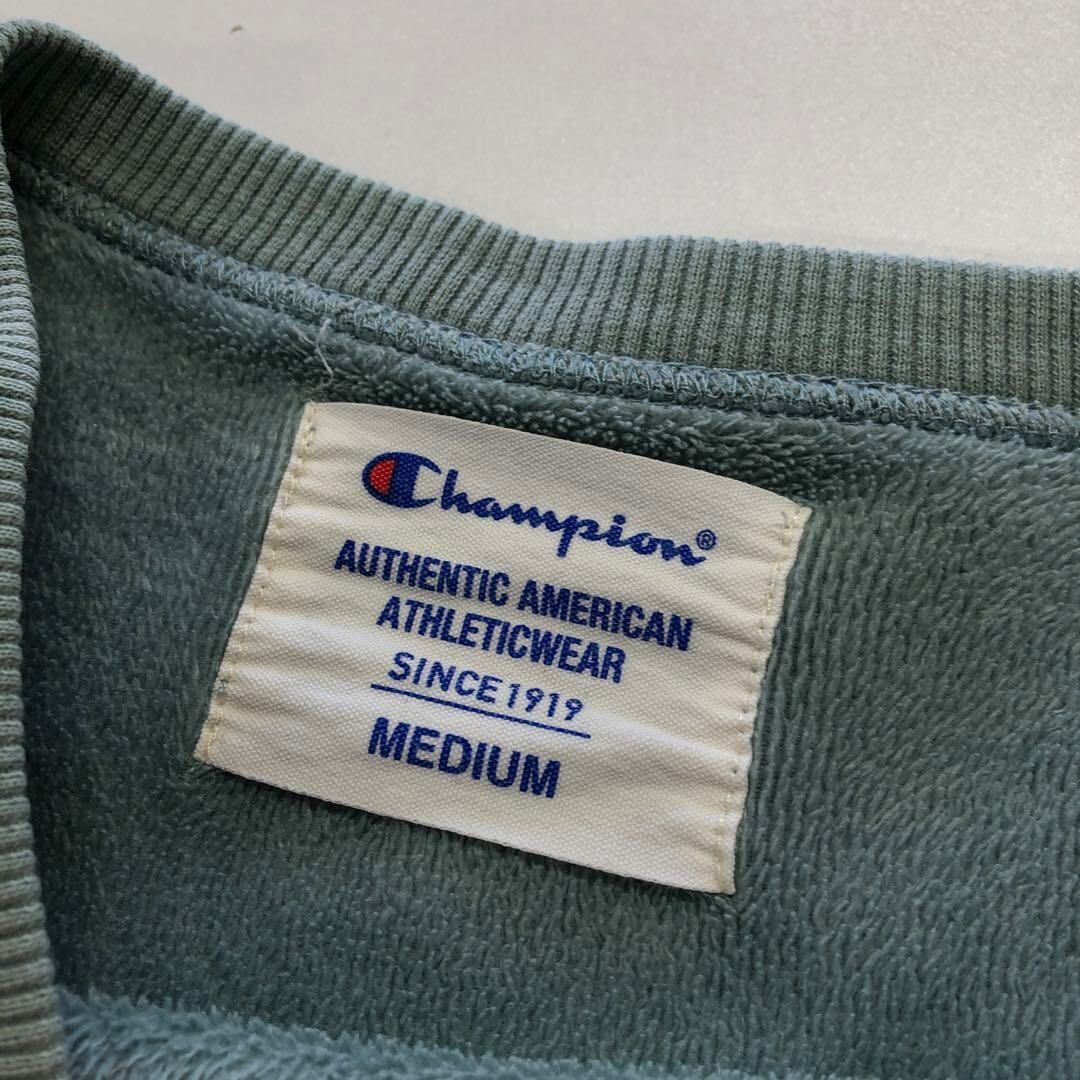 Champion®
AUTHENTIC AMERICAN
ATHLETICWEAR
SINCE 1919
MEDIUM